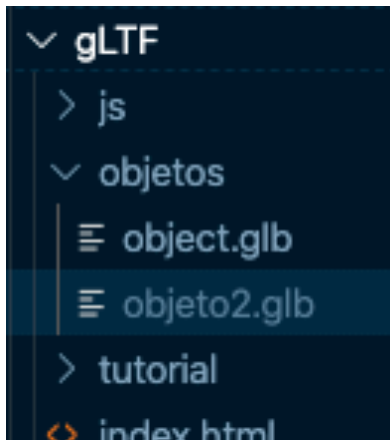 gLTF
js
objetos
object.glb
objeto2.glb
tutorial
index.html